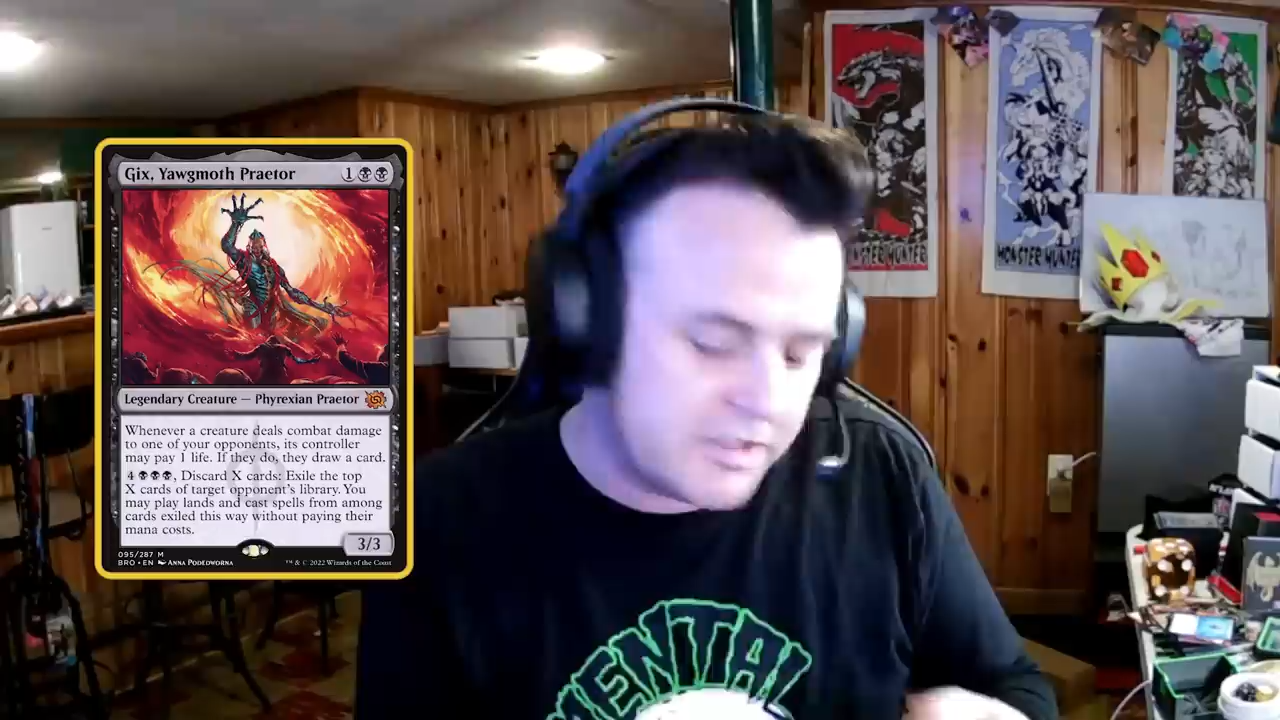 Gix, Yawgmoth Praetor 1
Legendary Creature — Phyrexian Praetor
Whenever a creature deals combat damage
to one of your opponents, its controller
may pay 1 life. If they do, they draw a card.
4, Discard X cards: Exile the top
X cards of target opponent's library. You
may play lands and cast spells from among
cards exiled this way without paying their
mana costs.
3/3
095/287 M
BRO • EN ANNA PODEDWORNA
™ & © 2022 Wizards of the Coast
MONSTER HUNTER
MONSTER HUNTER
MENTAL